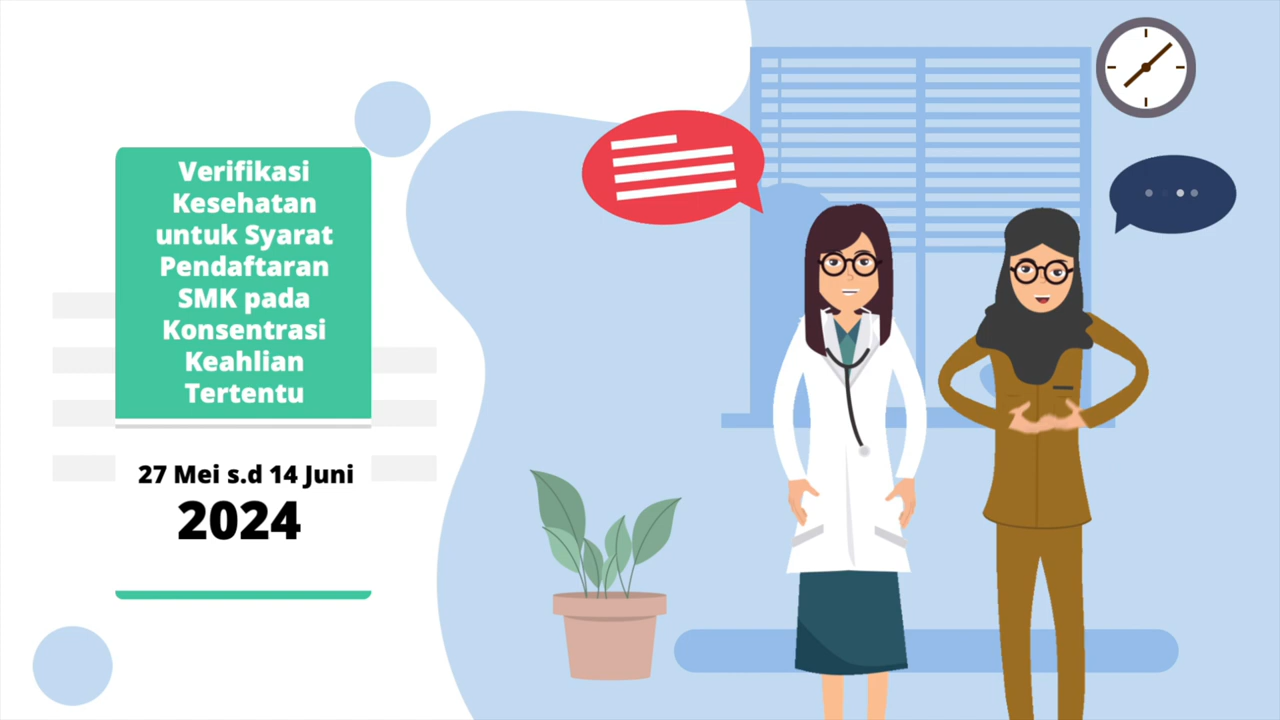 Verifikasi
Kesehatan
untuk Syarat
Pendaftaran
SMK pada
Konsentrasi
Keahlian
Tertentu
27 Mei s.d 14 Juni
2024